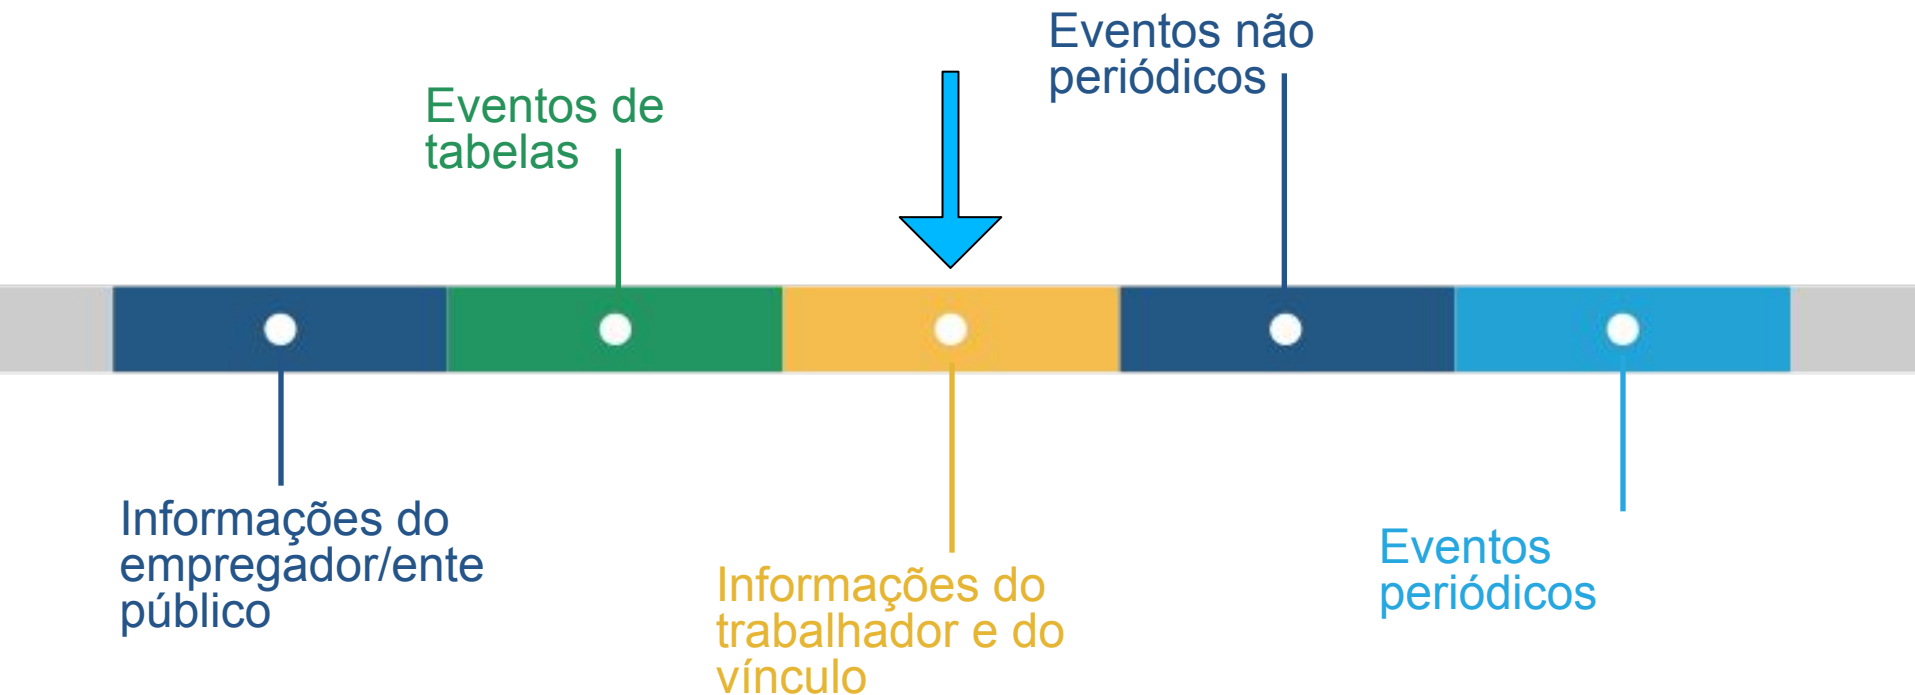 Eventos não
periódicos
Eventos de
tabelas
Informações do
empregador/ente
público
Informações do
trabalhador e do
vínculo
Eventos
periódicos